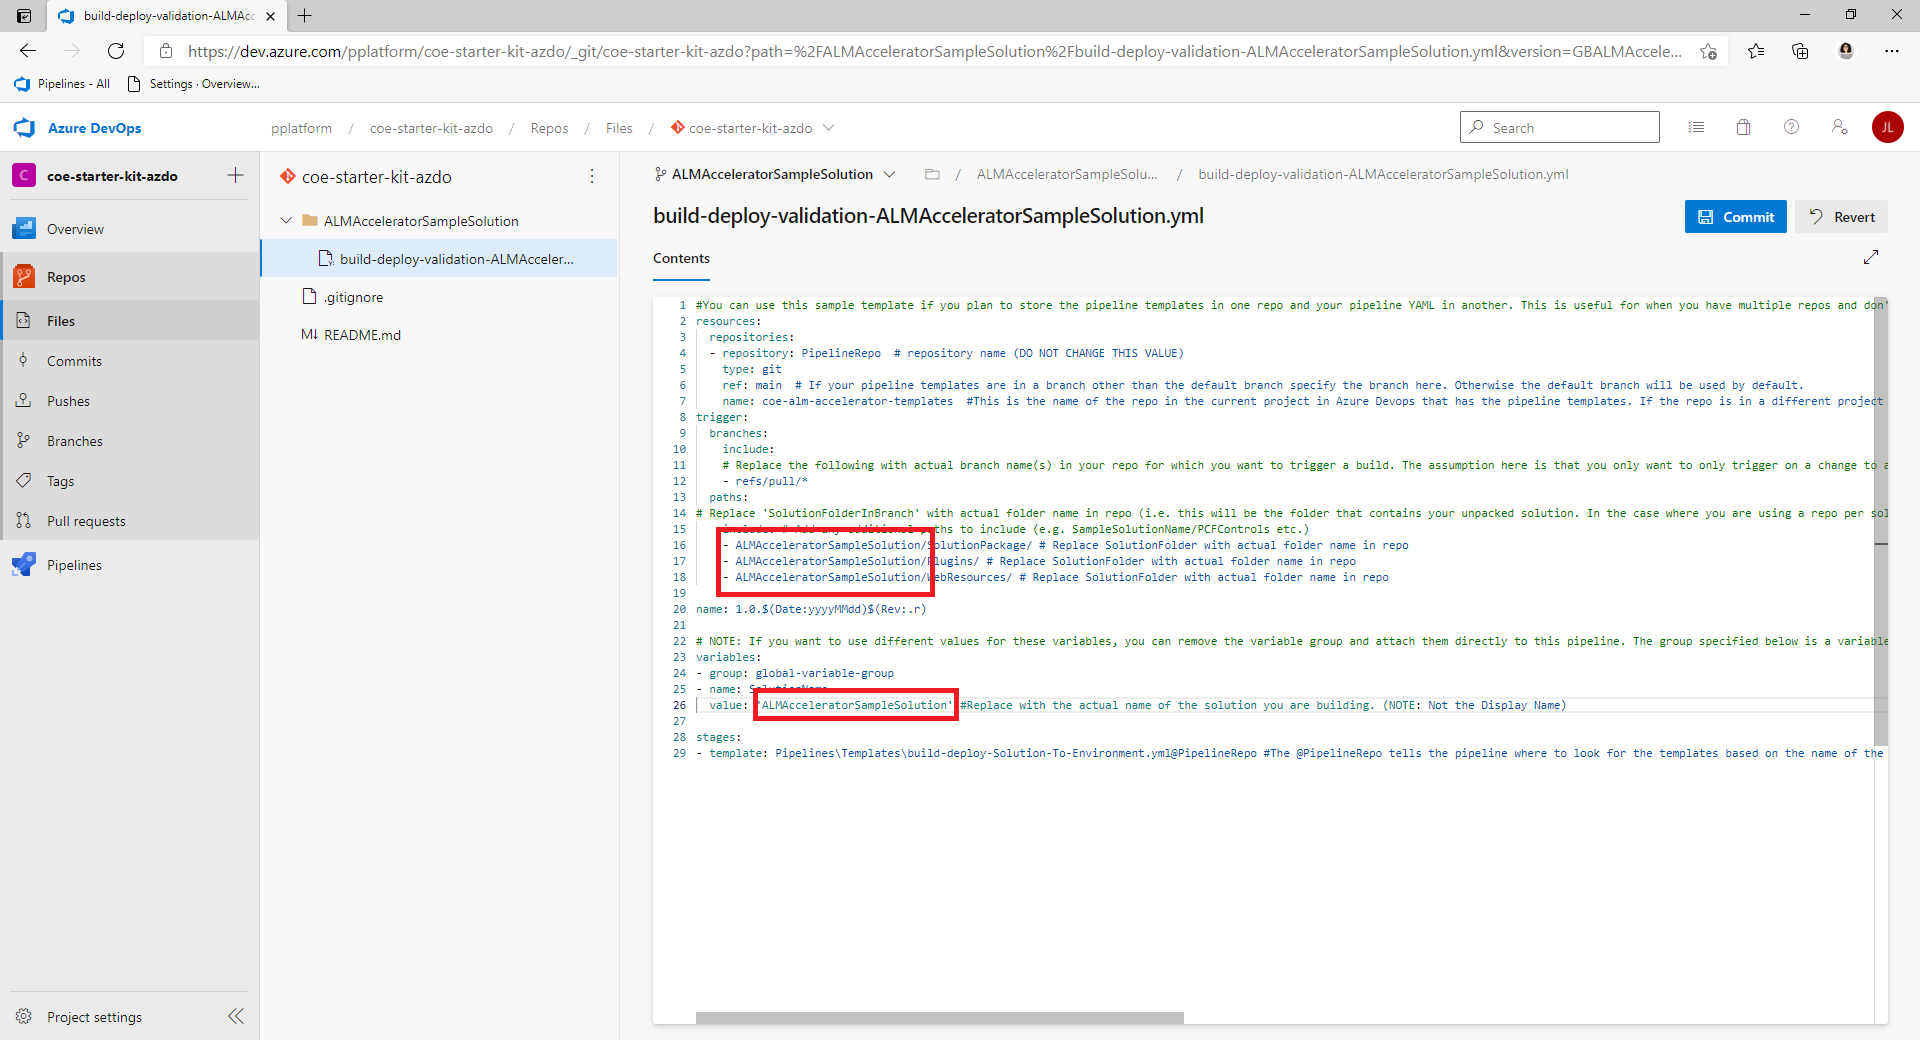 build-deploy-validation-ALMAcc
https://dev.azure.com/pplatform/coe-starter-kit-azdo/_git/coe-starter-kit-azdo?path=%2FALMAcceleratorSampleSolution%2Fbuild-deploy-validation-ALMAcceleratorSampleSolution.yml&version=GBALMAccele...
Pipelines - All
Settings · Overview...
Azure DevOps
pplatform / coe-starter-kit-azdo / Repos / Files / coe-starter-kit-azdo
Search
JL
C coe-starter-kit-azdo
Overview
Repos
Files
Commits
Pushes
Branches
Tags
Pull requests
Pipelines
Project settings
coe-starter-kit-azdo
ALMAcceleratorSampleSolution
build-deploy-validation-ALMAcceler...
.gitignore
M↓ README.md
ALMAcceleratorSampleSolution / ALMAcceleratorSampleSolu... / build-deploy-validation-ALMAcceleratorSampleSolution.yml
build-deploy-validation-ALMAcceleratorSampleSolution.yml
Commit
Revert
Contents
1 #You can use this sample template if you plan to store the pipeline templates in one repo and your pipeline YAML in another. This is useful for when you have multiple repos and don'
2 resources:
3 repositories:
4 - repository: PipelineRepo # repository name (DO NOT CHANGE THIS VALUE)
5 type: git
6 ref: main # If your pipeline templates are in a branch other than the default branch specify the branch here. Otherwise the default branch will be used by default.
7 name: coe-alm-accelerator-templates #This is the name of the repo in the current project in Azure Devops that has the pipeline templates. If the repo is in a different project
8 trigger:
9 branches:
10 include:
11 # Replace the following with actual branch name(s) in your repo for which you want to trigger a build. The assumption here is that you only want to only trigger on a change to a
12 - refs/pull/*
13 paths:
14 # Replace 'SolutionFolderInBranch' with actual folder name in repo (i.e. this will be the folder that contains your unpacked solution. In the case where you are using a repo per sol
15 include: # Add any additional paths to include (e.g. SampleSolutionName/PCFControls etc.)
16 - ALMAcceleratorSampleSolution/SolutionPackage/ # Replace SolutionFolder with actual folder name in repo
17 - ALMAcceleratorSampleSolution/Plugins/ # Replace SolutionFolder with actual folder name in repo
18 - ALMAcceleratorSampleSolution/WebResources/ # Replace SolutionFolder with actual folder name in repo
19
20 name: 1.0.$(Date:yyyyMMdd)$(Rev:.r)
21
22 # NOTE: If you want to use different values for these variables, you can remove the variable group and attach them directly to this pipeline. The group specified below is a variable
23 variables:
24 - group: global-variable-group
25 - name: SolutionName
26 value: 'ALMAcceleratorSampleSolution' #Replace with the actual name of the solution you are building. (NOTE: Not the Display Name)
27
28 stages:
29 - template: Pipelines\Templates\build-deploy-Solution-To-Environment.yml@PipelineRepo #The @PipelineRepo tells the pipeline where to look for the templates based on the name of the